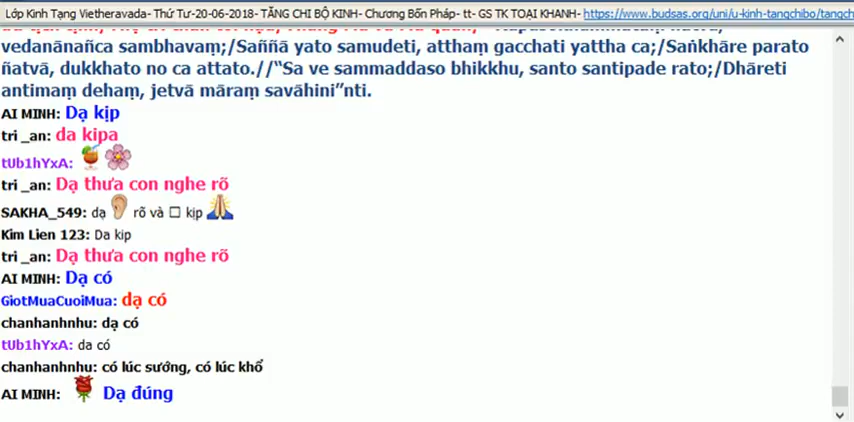 Lớp Kinh Tạng Vietheravada- Thứ Tư-20-06-2018- TĂNG CHI BỘ KINH- Chương Bốn Pháp- tt- GS TK TOẠI KHANH- https://www.budsas.org/uni/u-kinh-tangchibo/tangch
vedanānañca sambhavaṃ;/Saññā yato samudeti, atthaṃ gacchati yattha ca;/Saṅkhāre parato
ñatvā, dukkhato no ca attato.//“Sa ve sammaddaso bhikkhu, santo santipade rato;/Dhāreti
antimaṃ dehaṃ, jetvā māraṃ savāhini”nti.
AI MINH: Dạ kịp
tri _an: da kipa
tUb1hYxA:
tri _an: Dạ thưa con nghe rõ
SAKHA_549: dạ rõ và kịp
Kim Lien 123: Da kip
tri _an: Dạ thưa con nghe rõ
AI MINH: Dạ có
GiotMuaCuoiMua: dạ có
chanhanhnhu: dạ có
tUb1hYxA: da có
chanhanhnhu: có lúc sướng, có lúc khổ
AI MINH: Dạ đúng